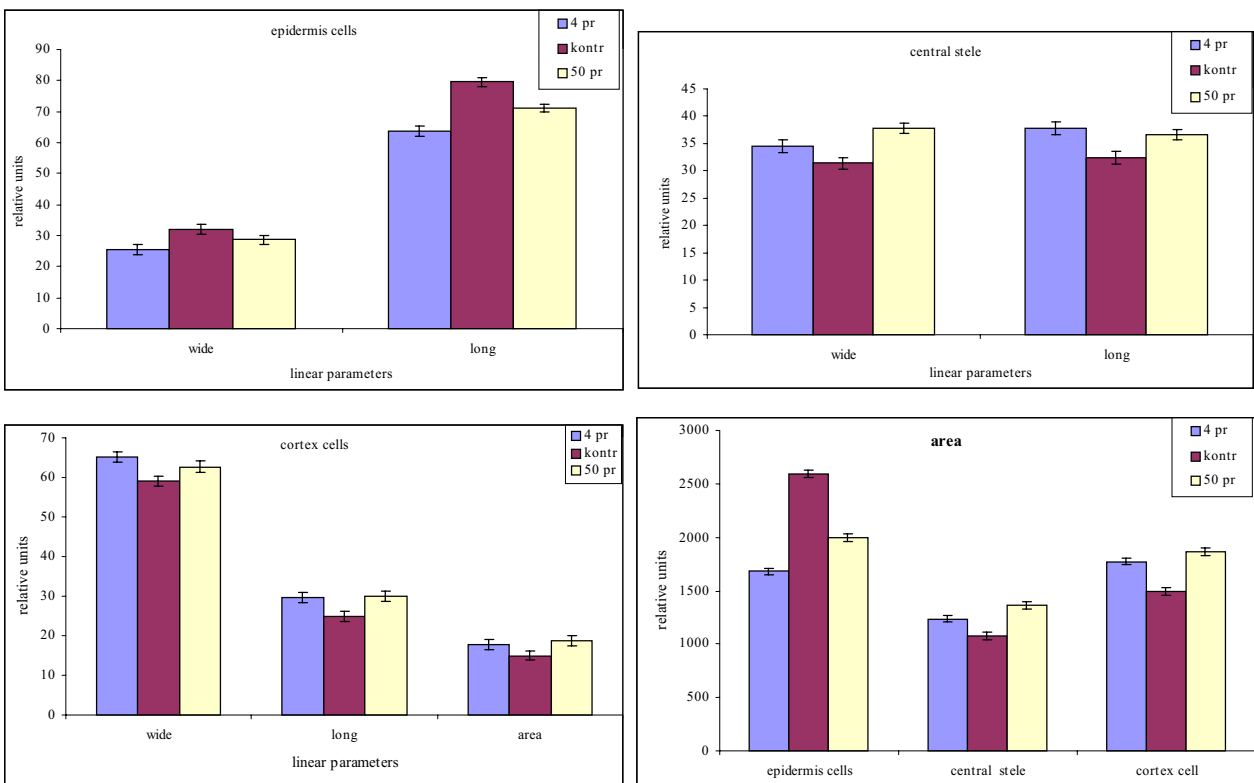 epidermis cells
4 pr
kontr
50 pr
90
80
70
60
50
40
30
20
10
0
relative units
wide
long
linear parameters
central stele
4 pr
kontr
50 pr
45
40
35
30
25
20
15
10
5
0
relative units
wide
long
linear parameters
cortex cells
4 pr
kontr
50 pr
70
60
50
40
30
20
10
0
relative units
wide
long
area
linear parameters
area
4 pr
kontr
50 pr
3000
2500
2000
1500
1000
500
0
relative units
epidermis cells
central stele
cortex cell